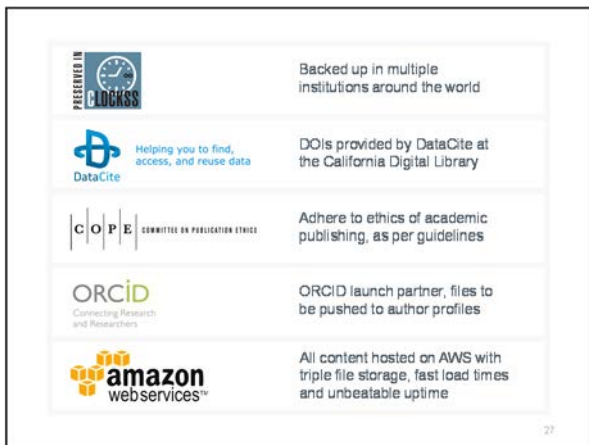 PRESERVED IN
CLOCKSS
Backed up in multiple
institutions around the world
DataCite
Helping you to find,
access, and reuse data
DOIs provided by DataCite at
the California Digital Library
C O P E COMMITTEE ON PUBLICATION ETHICS
Adhere to ethics of academic
publishing, as per guidelines
ORCID
Connecting Research
and Researchers
ORCID launch partner, files to
be pushed to author profiles
amazon
webservices™
All content hosted on AWS with
triple file storage, fast load times
and unbeatable uptime
27